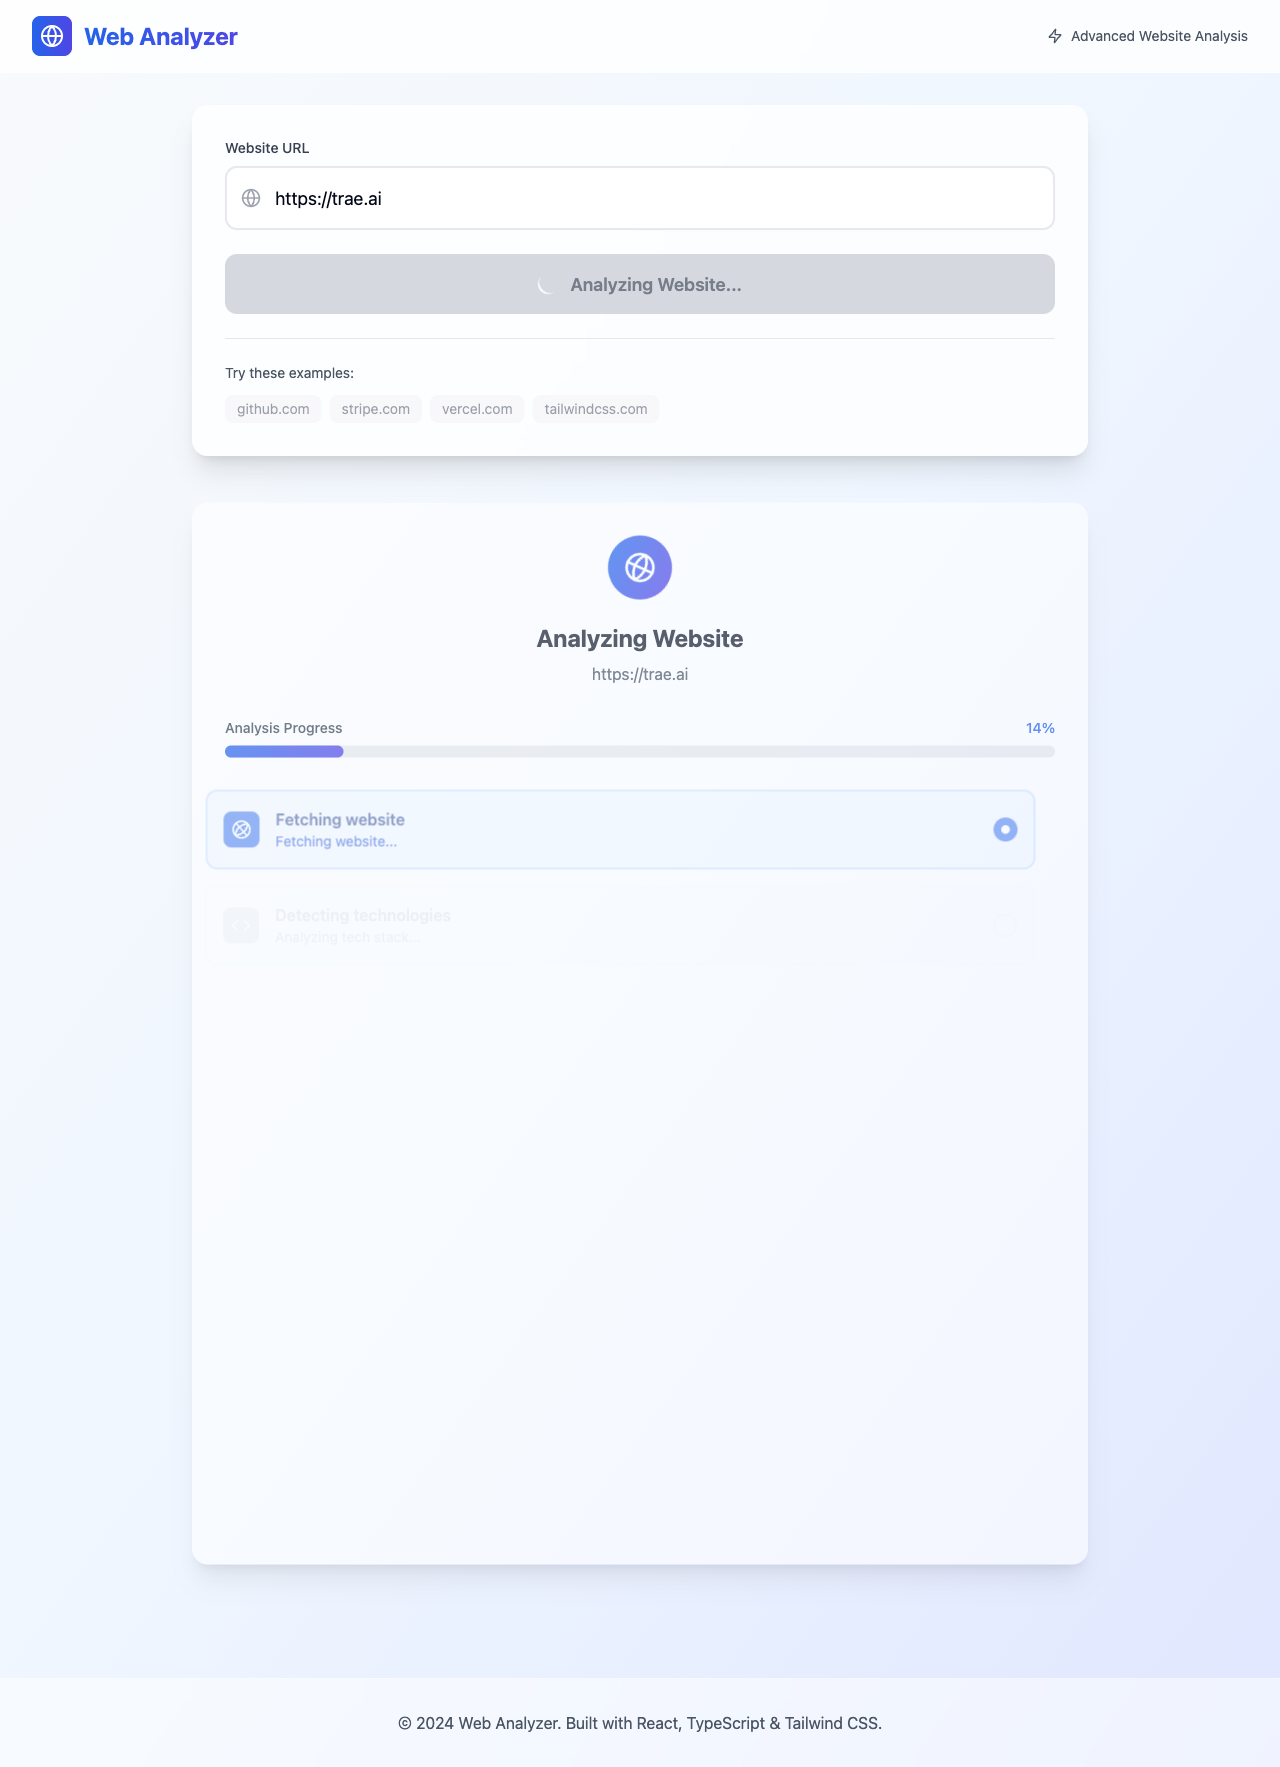 Web Analyzer
Advanced Website Analysis
Website URL
https://trae.ai
Analyzing Website...
Try these examples:
github.com
stripe.com
vercel.com
tailwindcss.com
Analyzing Website
https://trae.ai
Analysis Progress
14%
Fetching website
Fetching website...
Detecting technologies
Analyzing tech stack...
© 2024 Web Analyzer. Built with React, TypeScript & Tailwind CSS.